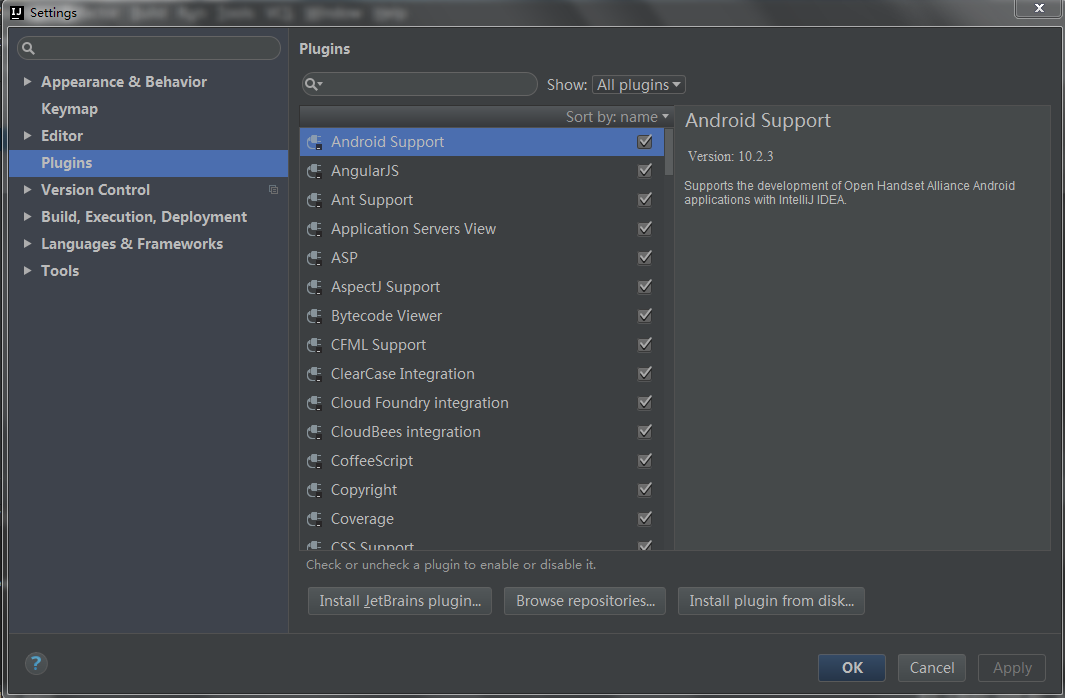 Settings
Window Help
Appearance & Behavior
Keymap
Editor
Plugins
Version Control
Build, Execution, Deployment
Languages & Frameworks
Tools
Plugins
Show: All plugins
Sort by: name
Android Support
AngularJS
Ant Support
Application Servers View
ASP
AspectJ Support
Bytecode Viewer
CFML Support
ClearCase Integration
Cloud Foundry integration
CloudBees integration
CoffeeScript
Copyright
Coverage
CSS Support
Android Support
Version: 10.2.3
Supports the development of Open Handset Alliance Android
applications with IntelliJ IDEA.
Check or uncheck a plugin to enable or disable it.
Install JetBrains plugin...
Browse repositories...
Install plugin from disk...
?
OK
Cancel
Apply